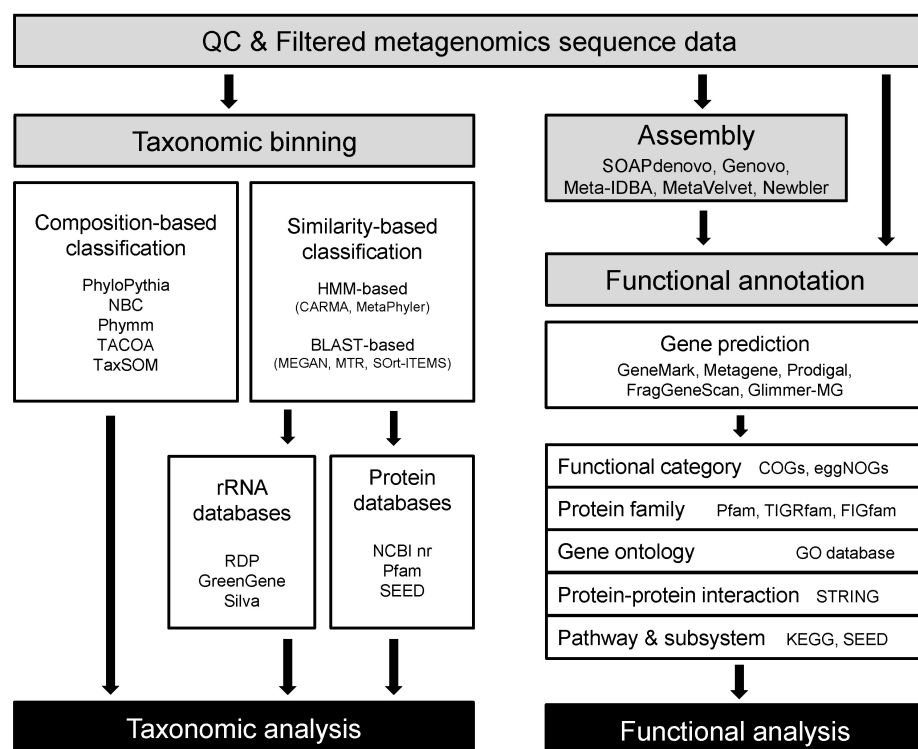 QC & Filtered metagenomics sequence data
Taxonomic binning
Composition-based
classification
PhyloPythia
NBC
Phymm
TACOA
TaxSOM
Similarity-based
classification
HMM-based
(CARMA, MetaPhyler)
BLAST-based
(MEGAN, MTR, SOrt-ITEMS)
rRNA
databases
RDP
GreenGene
Silva
Protein
databases
NCBI nr
Pfam
SEED
Taxonomic analysis
Assembly
SOAPdenovo, Genovo,
Meta-IDBA, MetaVelvet, Newbler
Functional annotation
Gene prediction
GeneMark, Metagene, Prodigal,
FragGeneScan, Glimmer-MG
Functional category COGs, eggNOGs
Protein family Pfam, TIGRfam, FIGfam
Gene ontology GO database
Protein-protein interaction STRING
Pathway & subsystem KEGG, SEED
Functional analysis